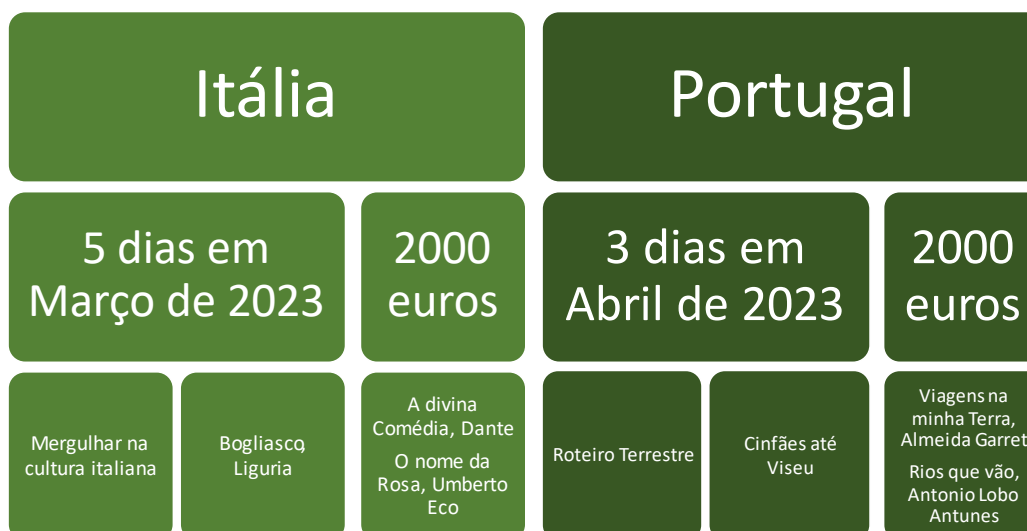 Itália
Portugal
5 dias em
Março de 2023
2000
euros
3 dias em
Abril de 2023
2000
euros
Mergulhar na
cultura italiana
Bogliasco,
Liguria
A divina
Comédia, Dante
O nome da
Rosa, Umberto
Eco
Roteiro Terrestre
Cinfães até
Viseu
Viagens na
minha Terra,
Almeida Garret
Rios que vão,
Antonio Lobo
Antunes